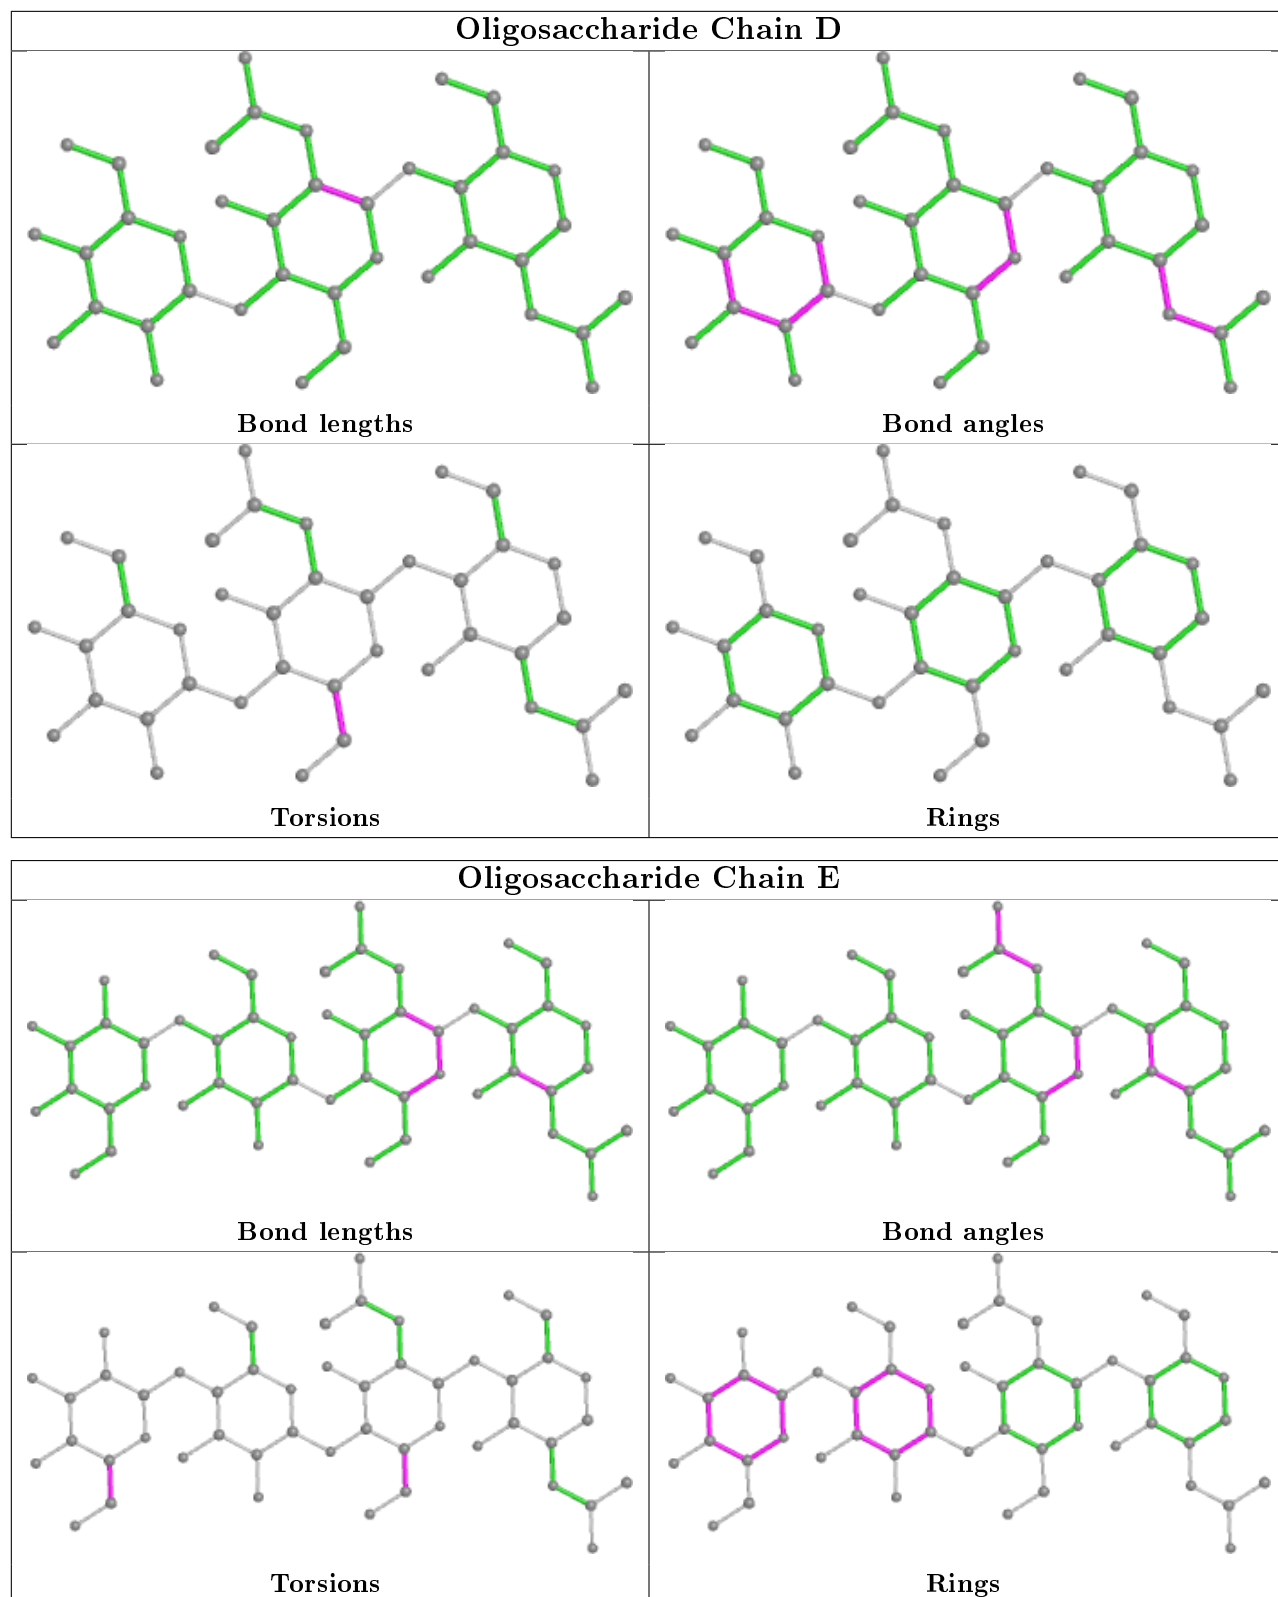 Oligosaccharide Chain D
Bond lengths
Bond angles
Torsions
Rings
Oligosaccharide Chain E
Bond lengths
Bond angles
Torsions
Rings